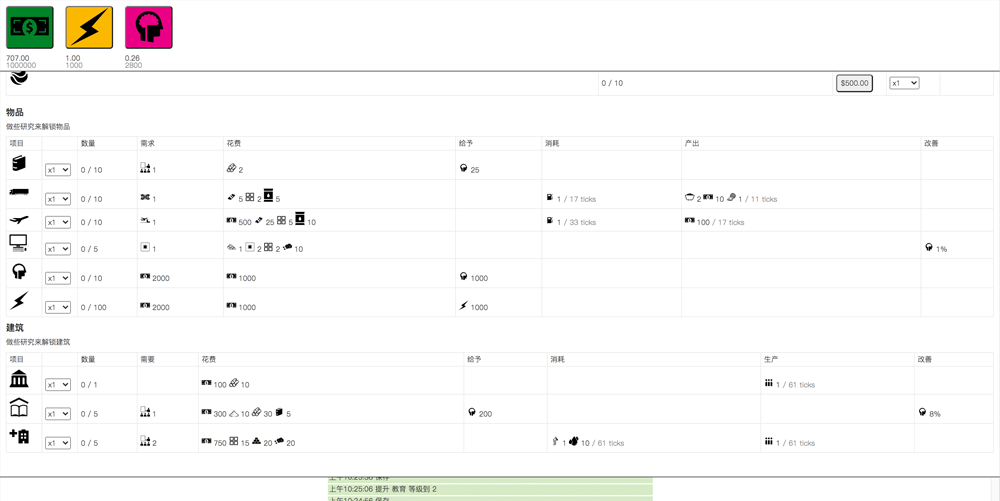 707.00 1.00 0.26
1000000 1000 2800
0 / 10 $500.00 x1
物品
做些研究来解锁物品
项目 数量 需求 花费 给予 消耗 产出 改善
x1 0 / 10 1 2 25
x1 0 / 10 1 5 2 5 1 / 17 ticks 2 10 1 / 11 ticks
x1 0 / 10 1 500 25 5 10 1 / 33 ticks 100 / 17 ticks
x1 0 / 5 1 1 2 2 10 1%
x1 0 / 10 2000 1000 1000
x1 0 / 100 2000 1000 1000
建筑
做些研究来解锁建筑
项目 数量 需要 花费 给予 消耗 生产 改善
x1 0 / 1 100 10 1 / 61 ticks
x1 0 / 5 1 300 10 30 5 200 8%
x1 0 / 5 2 750 15 20 20 1 10 / 61 ticks 1 / 61 ticks
上午10:25:06 提升 教育 等级到 2